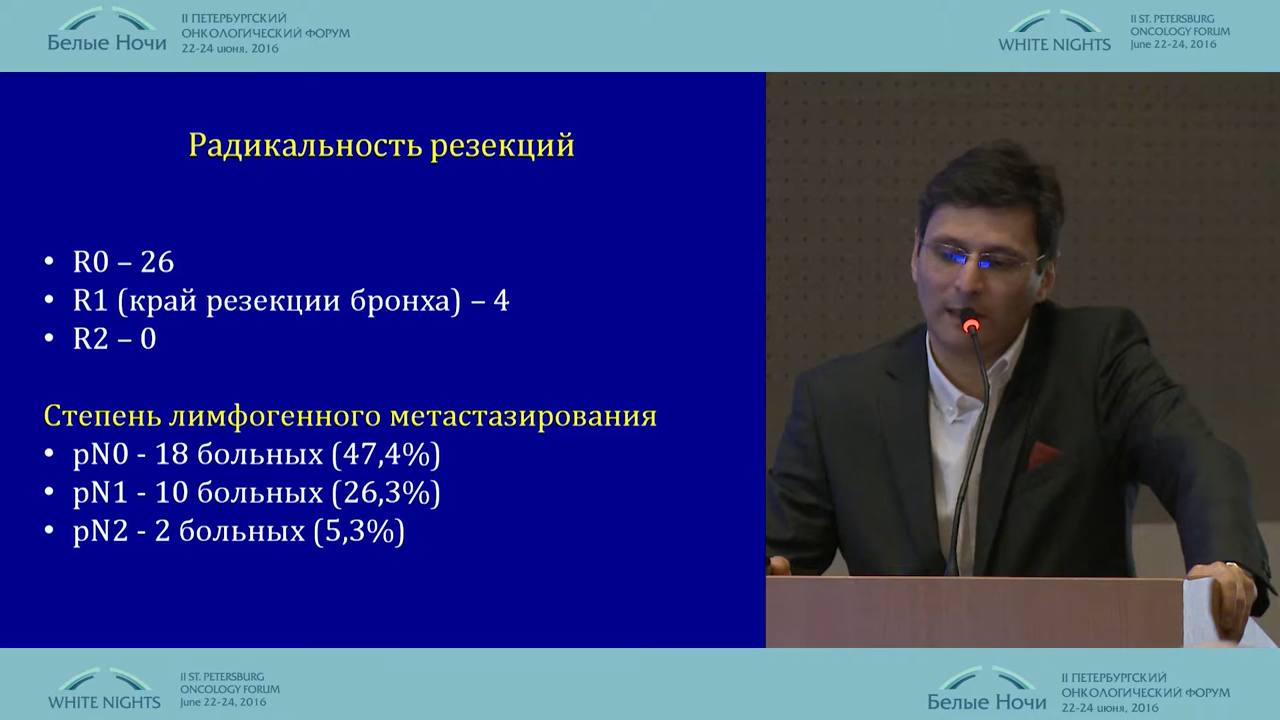 Белые Ночи
II ПЕТЕРБУРГСКИЙ
ОНКОЛОГИЧЕСКИЙ ФОРУМ
22-24 июня, 2016
WHITE NIGHTS
II ST. PETERSBURG
ONCOLOGY FORUM
June 22-24, 2016
Радикальность резекций
• R0 – 26
• R1 (край резекции бронха) – 4
• R2 – 0
Степень лимфогенного метастазирования
• pN0 - 18 больных (47,4%)
• pN1 - 10 больных (26,3%)
• pN2 - 2 больных (5,3%)
WHITE NIGHTS
II ST. PETERSBURG
ONCOLOGY FORUM
June 22-24, 2016
Белые Ночи
II ПЕТЕРБУРГСКИЙ
ОНКОЛОГИЧЕСКИЙ ФОРУМ
22-24 июня, 2016